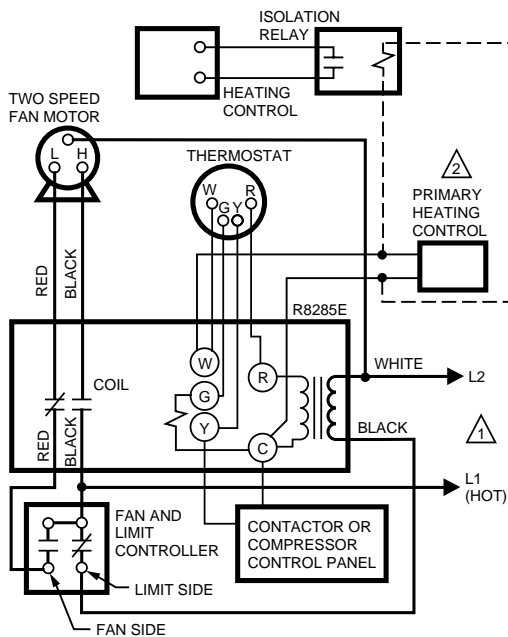 ISOLATION
RELAY
HEATING
CONTROL
TWO SPEED
FAN MOTOR
L H
THERMOSTAT
W R
G Y
2
PRIMARY
HEATING
CONTROL
RED
BLACK
R8285E
W
COIL
G
R
WHITE
L2
Y
BLACK
1
C
RED
BLACK
L1
(HOT)
FAN AND
LIMIT
CONTROLLER
CONTACTOR OR
COMPRESSOR
CONTROL PANEL
LIMIT SIDE
FAN SIDE